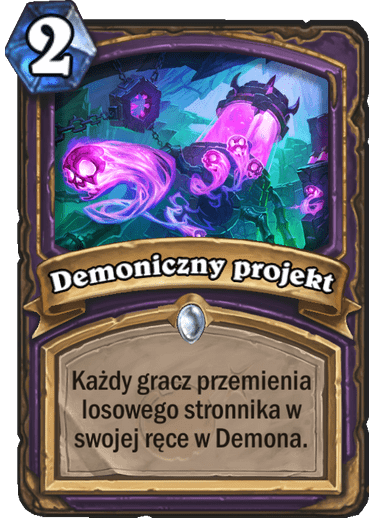 2
Demoniczny projekt
Każdy gracz przemienia
losowego stronnika w
swojej ręce w Demona.